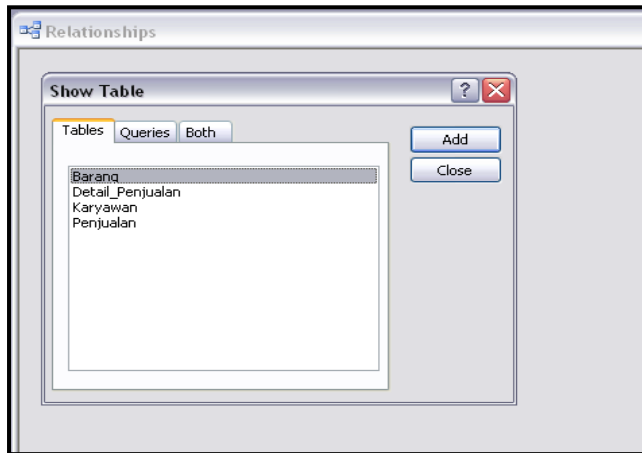 Relationships
Show Table
?
Tables Queries Both
Add
Close
Barang
Detail_Penjualan
Karyawan
Penjualan